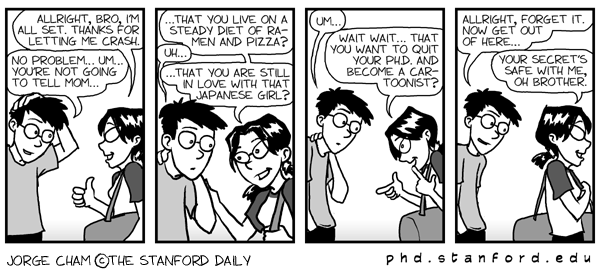 ALLRIGHT, BRO, I'M
ALL SET. THANKS FOR
LETTING ME CRASH.
NO PROBLEM... UM...
YOU'RE NOT GOING
TO TELL MOM...
...THAT YOU LIVE ON A
STEADY DIET OF RA-
MEN AND PIZZA?
UH...
...THAT YOU ARE STILL
IN LOVE WITH THAT
JAPANESE GIRL?
UM...
WAIT WAIT... THAT
YOU WANT TO QUIT
YOUR PH.D. AND
BECOME A CAR-
TOONIST?
ALLRIGHT, FORGET IT.
NOW GET OUT
OF HERE...
YOUR SECRET'S
SAFE WITH ME,
OH BROTHER.
JORGE CHAM ©THE STANFORD DAILY
phd.stanford.edu